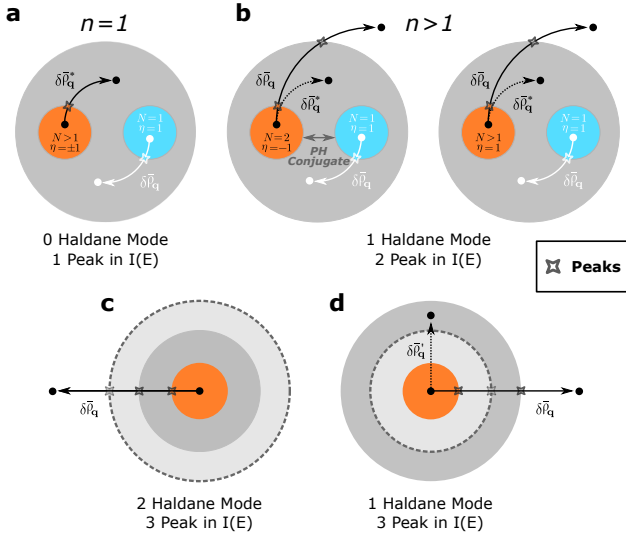 a
n=1
δρ̄*q
N>1
η=±1
N=1
η=1
δρ̄q
0 Haldane Mode
1 Peak in I(E)
b
n>1
δρ̄q
δρ̄*q
N=2
η=−1
PH
Conjugate
N=1
η=1
δρ̄q
δρ̄q
δρ̄*q
N>1
η=1
N=1
η=1
δρ̄q
1 Haldane Mode
2 Peak in I(E)
Peaks
c
δρ̄q
2 Haldane Mode
3 Peak in I(E)
d
δρ̄'q
δρ̄q
1 Haldane Mode
3 Peak in I(E)